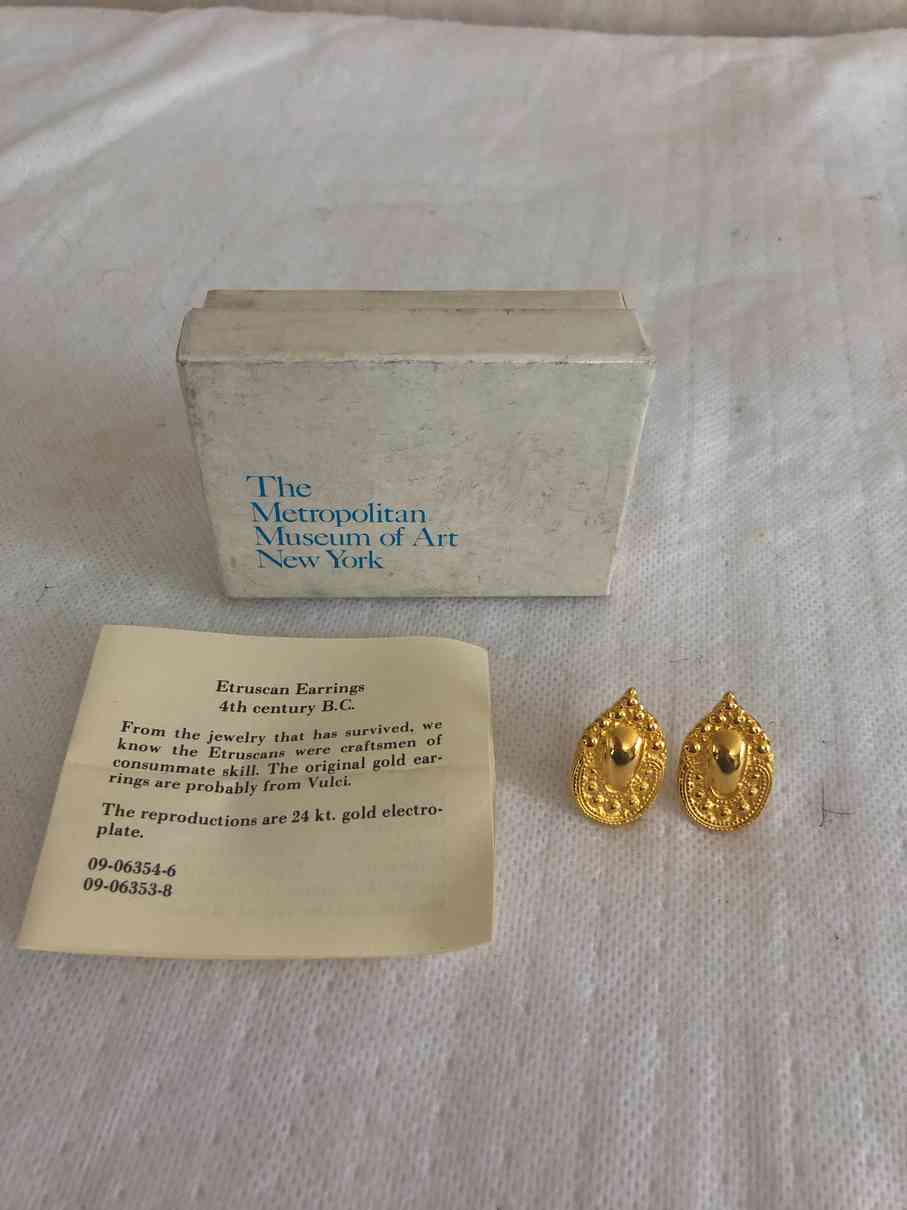 The
Metropolitan
Museum of Art
New York
Etruscan Earrings
4th century B.C.
From the jewelry that has survived, we
know the Etruscans were craftsmen of
consummate skill. The original gold ear-
rings are probably from Vulci.
The reproductions are 24 kt. gold electro-
plate.
09-06354-6
09-06353-8